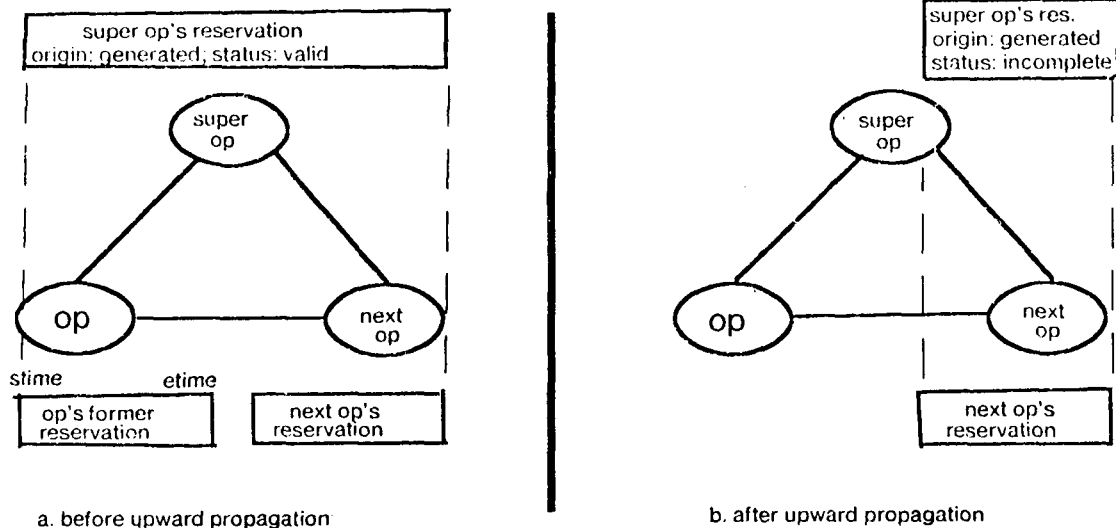 super op's reservation
origin: generated; status: valid
super
op
op
next
op
stime etime
op's former
reservation
next op's
reservation
a. before upward propagation
super op's res.
origin: generated
status: incomplete
super
op
op
next
op
next op's
reservation
b. after upward propagation